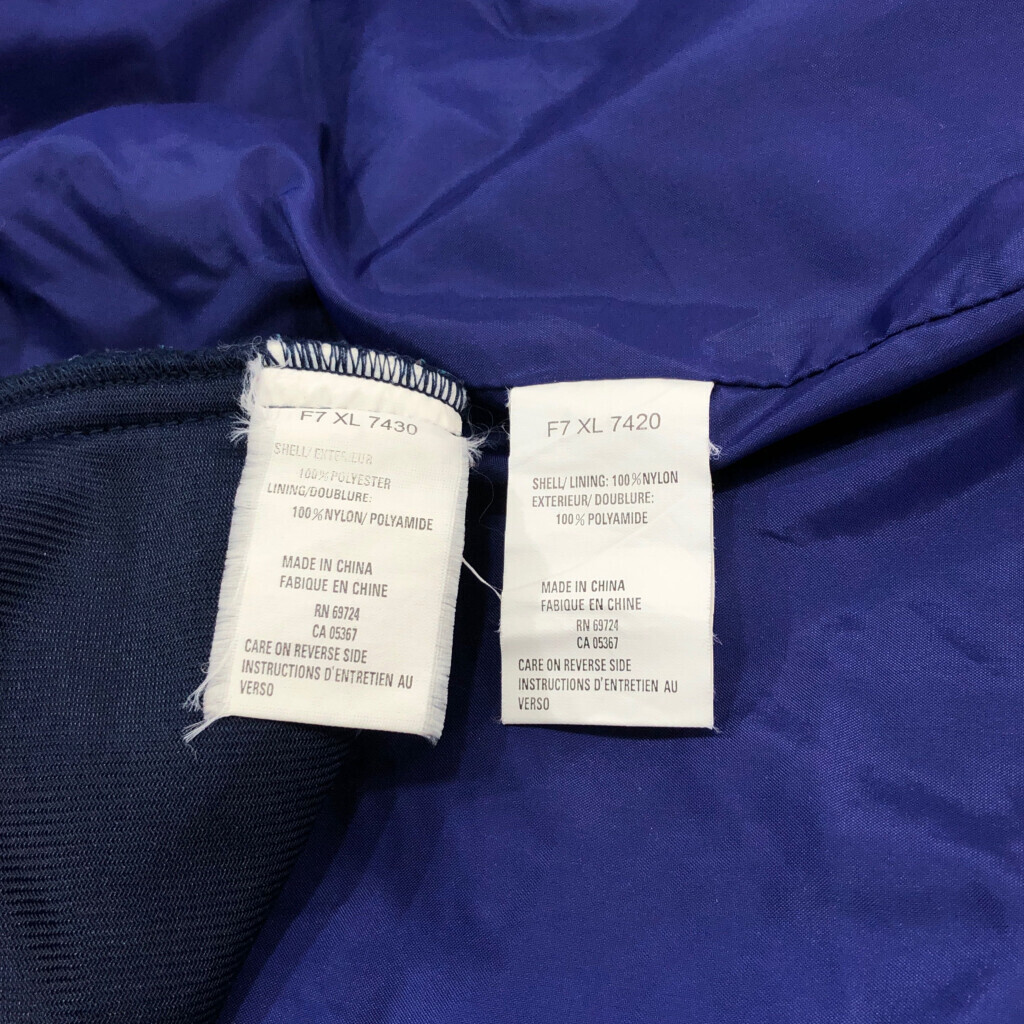 F7 XL 7430
SHELL/ EXTERIEUR
100%POLYESTER
LINING/DOUBLURE:
100%NYLON/ POLYAMIDE
MADE IN CHINA
FABIQUE EN CHINE
RN 69724
CA 05367
CARE ON REVERSE SIDE
INSTRUCTIONS D'ENTRETIEN AU
VERSO
F7 XL 7420
SHELL/ LINING: 100%NYLON
EXTERIEUR/ DOUBLURE:
100% POLYAMIDE
MADE IN CHINA
FABIQUE EN CHINE
RN 69724
CA 05367
CARE ON REVERSE SIDE
INSTRUCTIONS D'ENTRETIEN AU
VERSO